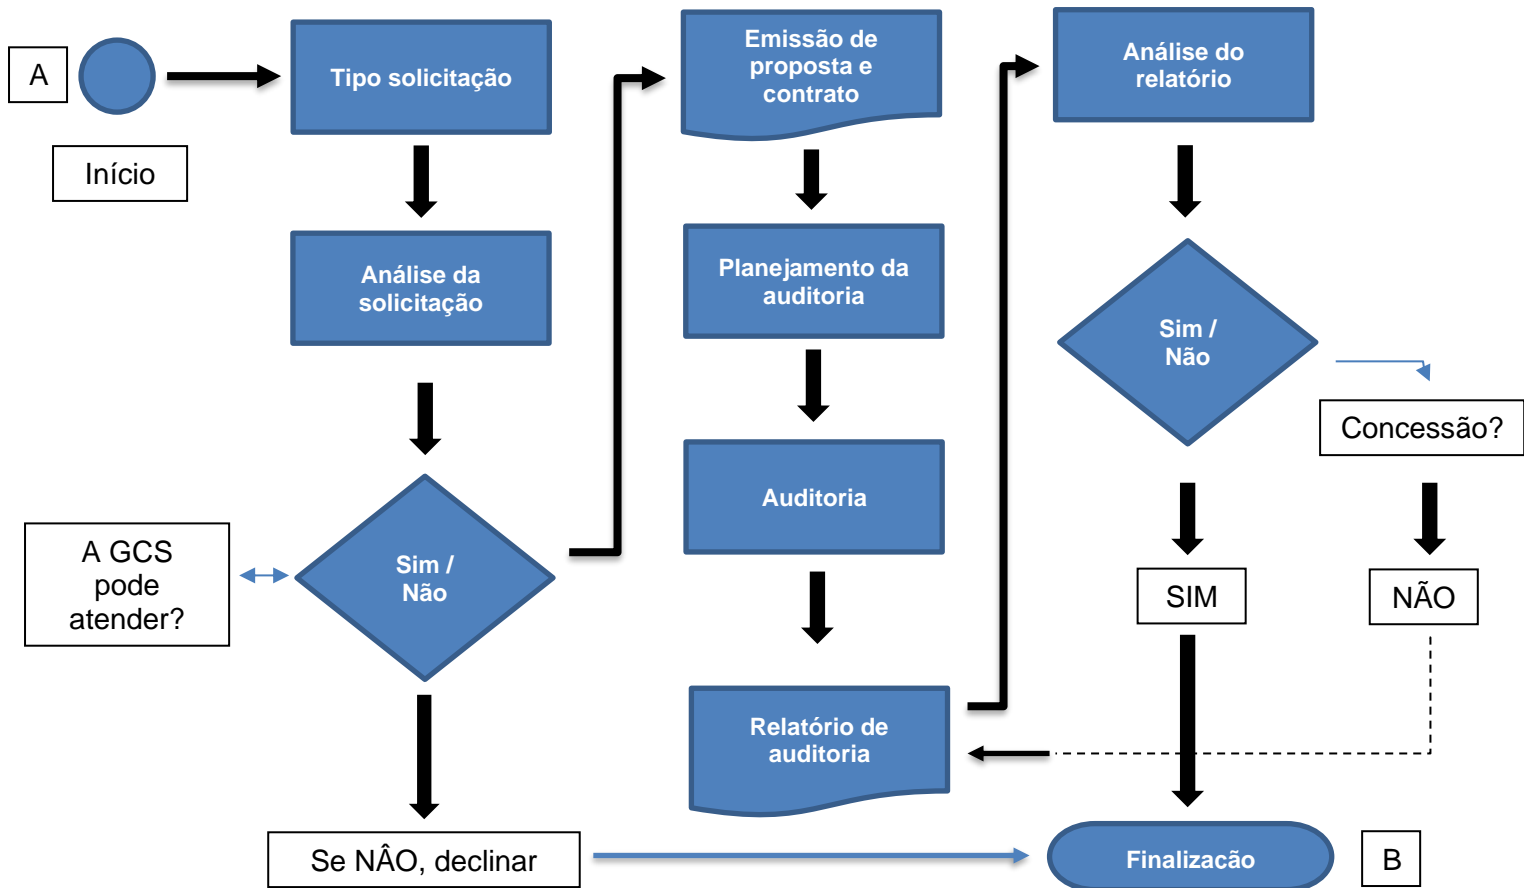 A
Início
Tipo solicitação
Análise da
solicitação
A GCS
pode
atender?
Sim /
Não
Se NÂO, declinar
Emissão de
proposta e
contrato
Planejamento da
auditoria
Auditoria
Relatório de
auditoria
Análise do
relatório
Sim /
Não
Concessão?
SIM
NÃO
Finalizacão
B